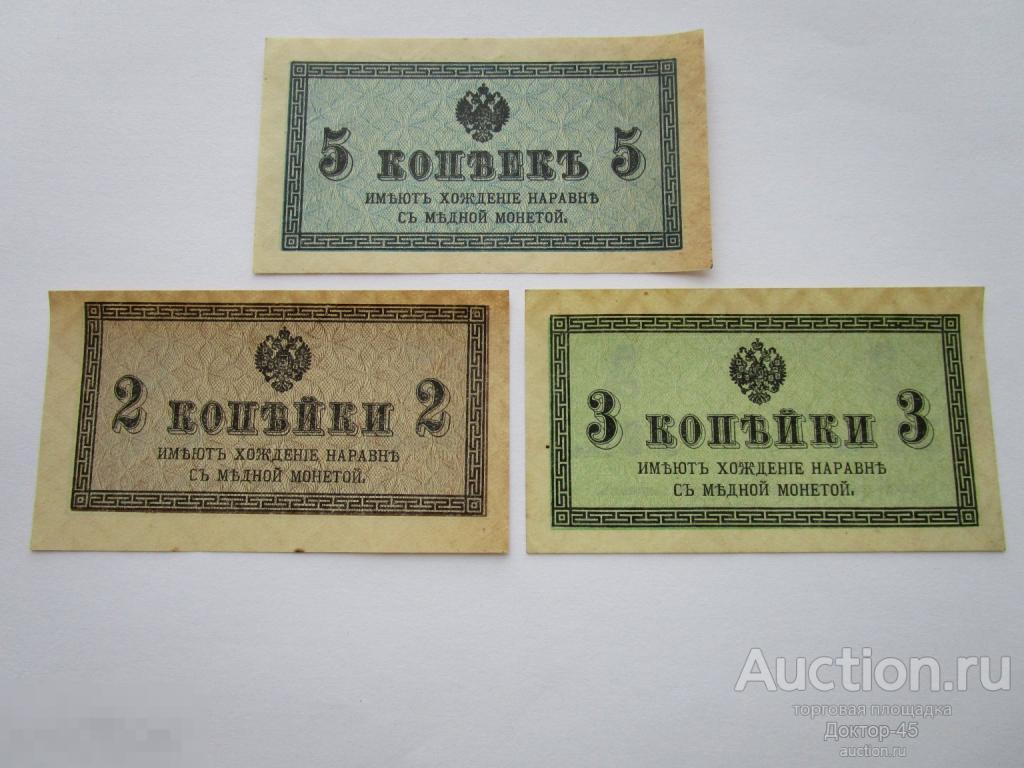 5 КОПѢЕКЪ 5
ИМѢЮТЪ ХОЖДЕНІЕ НАРАВНѢ
СЪ МѢДНОЙ МОНЕТОЙ.
2 КОПѢЙКИ 2
ИМѢЮТЪ ХОЖДЕНІЕ НАРАВНѢ
СЪ МѢДНОЙ МОНЕТОЙ.
3 КОПѢЙКИ 3
ИМѢЮТЪ ХОЖДЕНІЕ НАРАВНѢ
СЪ МѢДНОЙ МОНЕТОЙ.
Auction.ru
торговая площадка
Доктор-45
auction.ru